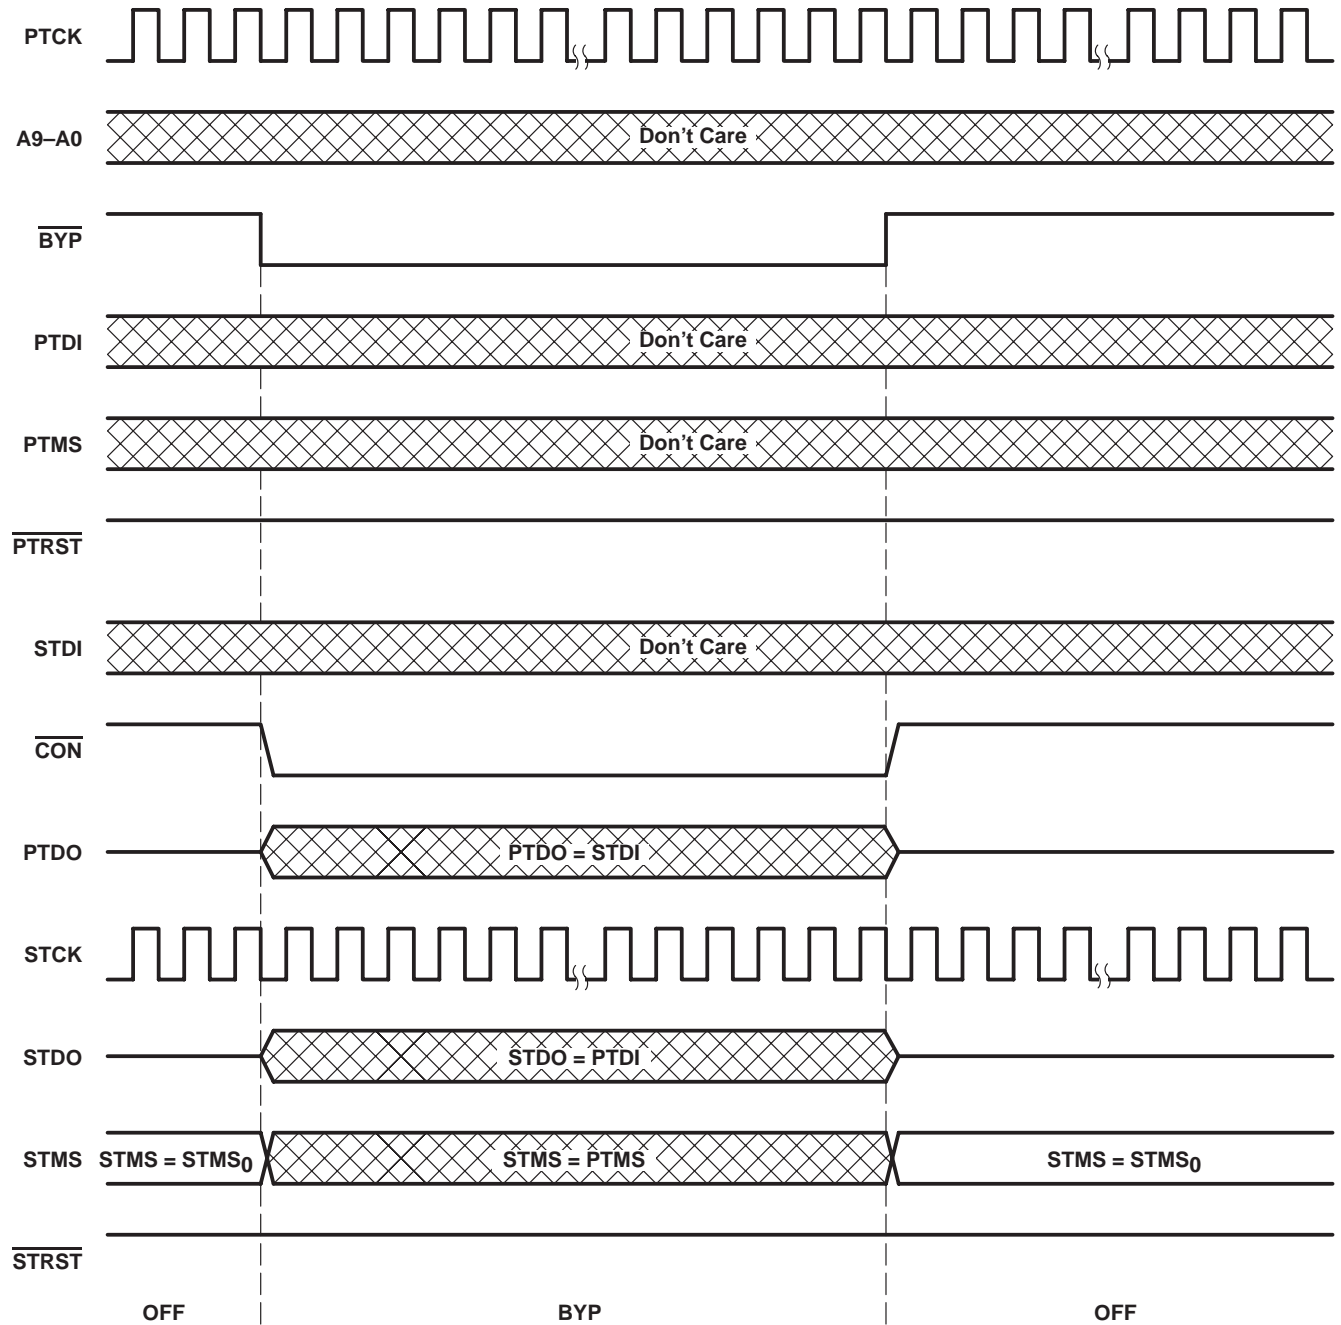 PTCK
A9–A0 Don't Care
BYP
PTDI Don't Care
PTMS Don't Care
PTRST
STDI Don't Care
CON
PTDO PTDO = STDI
STCK
STDO STDO = PTDI
STMS STMS = STMS0 STMS = PTMS STMS = STMS0
STRST
OFF BYP OFF